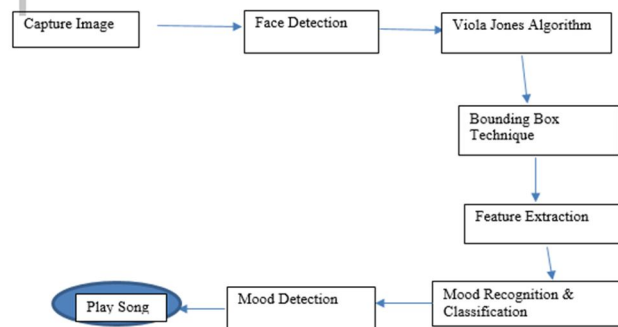 Capture Image
Face Detection
Viola Jones Algorithm
Bounding Box
Technique
Feature Extraction
Mood Recognition &
Classification
Mood Detection
Play Song